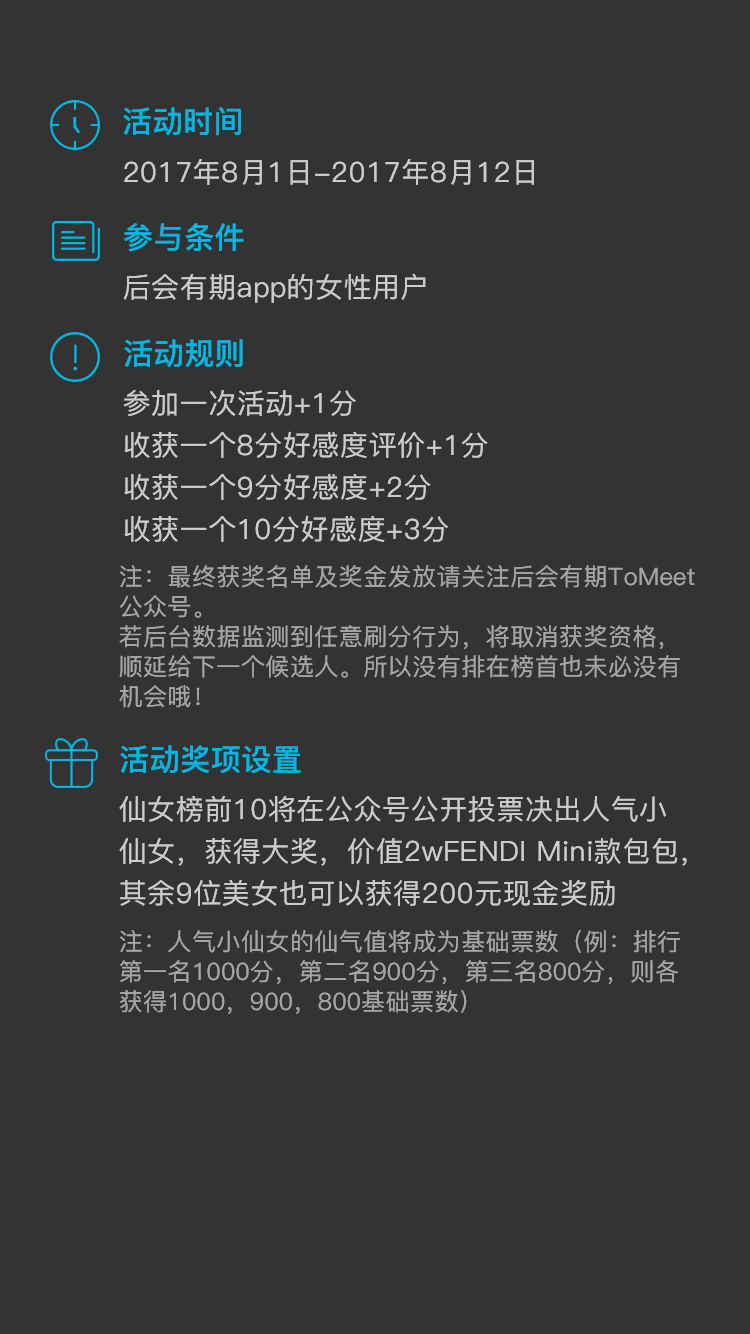 活动时间
2017年8月1日–2017年8月12日
参与条件
后会有期app的女性用户
活动规则
参加一次活动+1分
收获一个8分好感度评价+1分
收获一个9分好感度+2分
收获一个10分好感度+3分
注：最终获奖名单及奖金发放请关注后会有期ToMeet
公众号。
若后台数据监测到任意刷分行为，将取消获奖资格，
顺延给下一个候选人。所以没有排在榜首也未必没有
机会哦！
活动奖项设置
仙女榜前10将在公众号公开投票决出人气小
仙女，获得大奖，价值2wFENDI Mini款包包，
其余9位美女也可以获得200元现金奖励
注：人气小仙女的仙气值将成为基础票数（例：排行
第一名1000分，第二名900分，第三名800分，则各
获得1000，900，800基础票数）